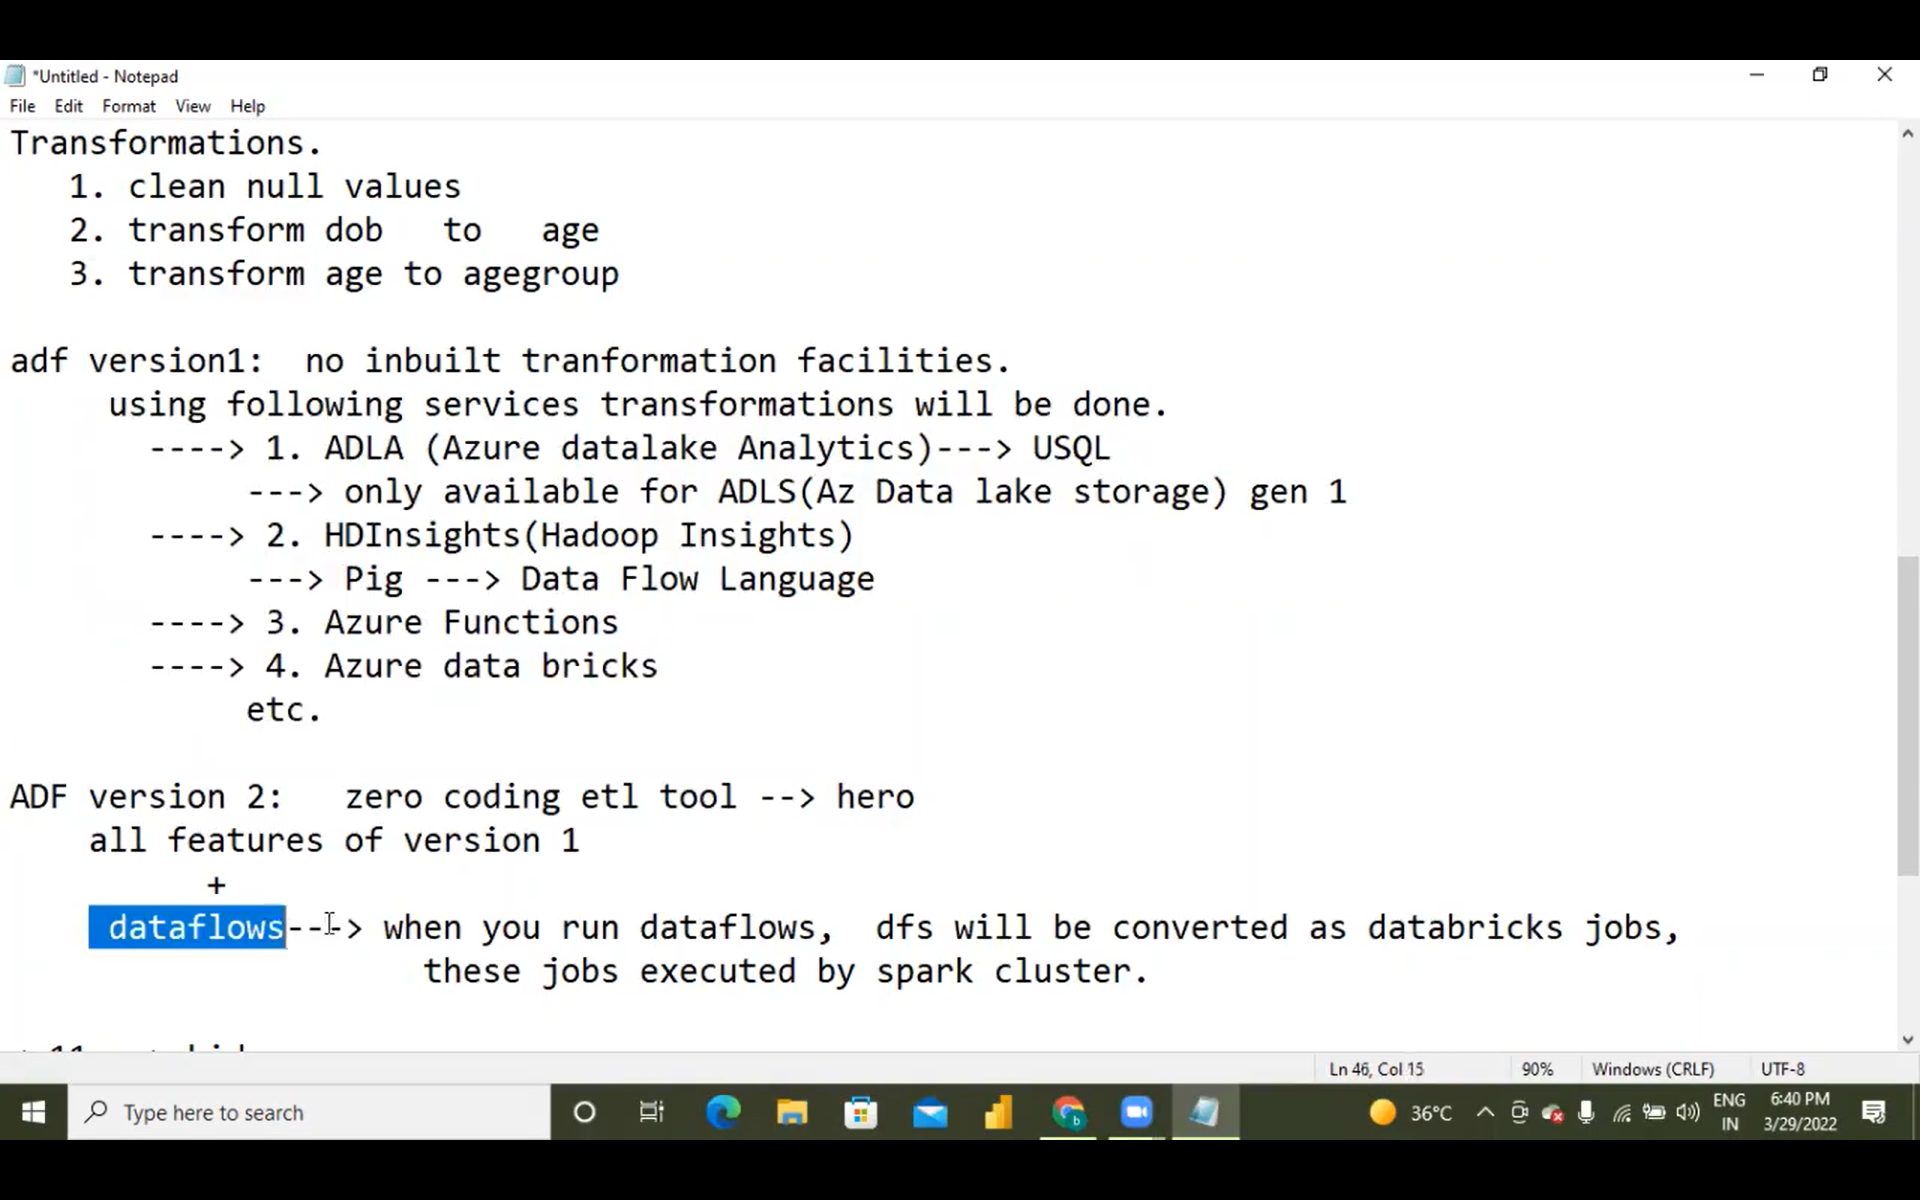 *Untitled - Notepad
File Edit Format View Help
Transformations.
1. clean null values
2. transform dob to age
3. transform age to agegroup
adf version1: no inbuilt tranformation facilities.
using following services transformations will be done.
----> 1. ADLA (Azure datalake Analytics)---> USQL
---> only available for ADLS(Az Data lake storage) gen 1
----> 2. HDInsights(Hadoop Insights)
---> Pig ---> Data Flow Language
----> 3. Azure Functions
----> 4. Azure data bricks
etc.
ADF version 2: zero coding etl tool --> hero
all features of version 1
+
dataflows---> when you run dataflows, dfs will be converted as databricks jobs,
these jobs executed by spark cluster.
Ln 46, Col 15 90% Windows (CRLF) UTF-8
Type here to search 36°C ENG 6:40 PM
IN 3/29/2022